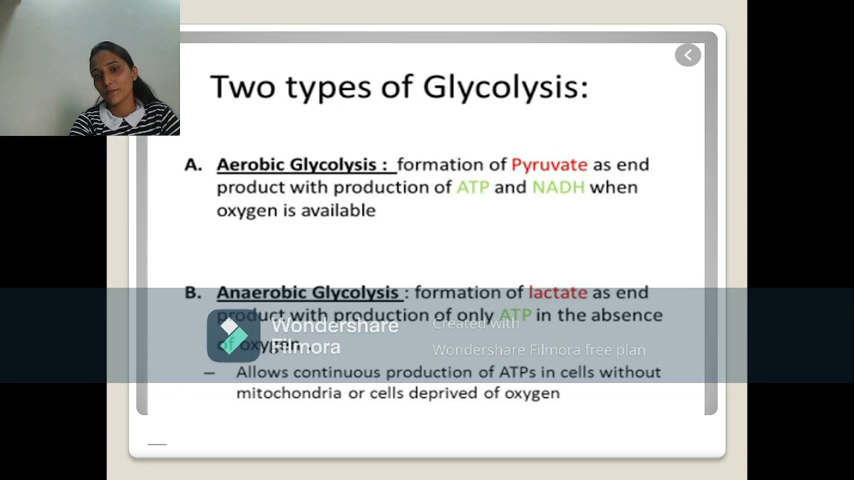 Two types of Glycolysis:
A. Aerobic Glycolysis : formation of Pyruvate as end
product with production of ATP and NADH when
oxygen is available
B. Anaerobic Glycolysis : formation of lactate as end
product with production of only ATP in the absence
of oxygen .
Wondershare
Filmora
Created with
Wondershare Filmora free plan
– Allows continuous production of ATPs in cells without
mitochondria or cells deprived of oxygen